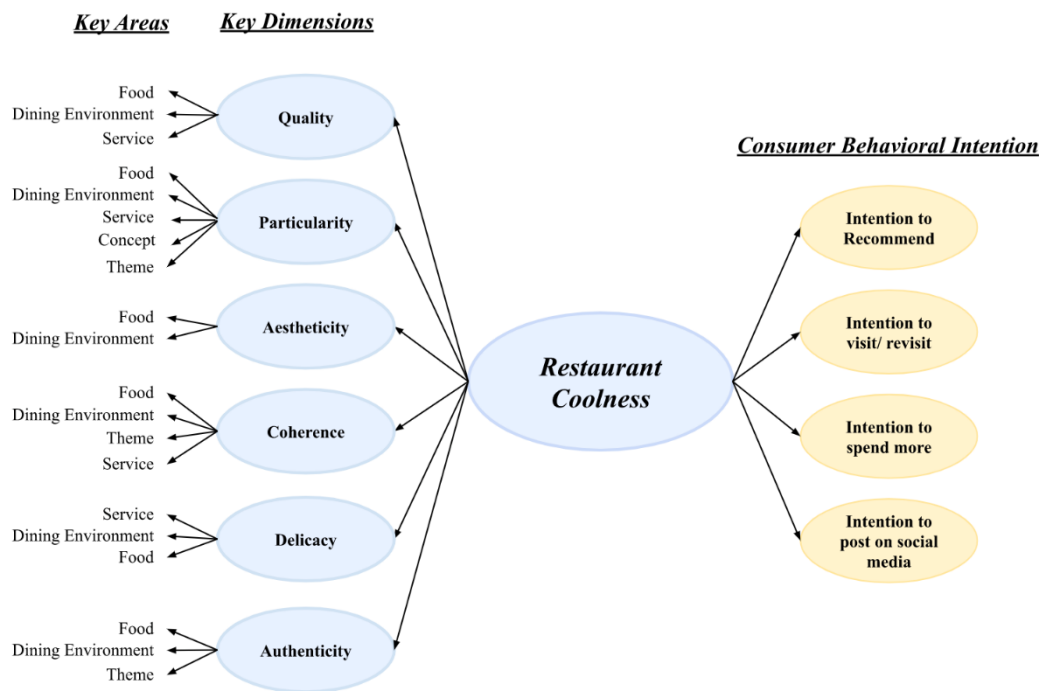 Key Areas
Key Dimensions
Food
Dining Environment
Service
Quality
Food
Dining Environment
Service
Concept
Theme
Particularity
Food
Dining Environment
Aestheticity
Food
Dining Environment
Theme
Service
Coherence
Service
Dining Environment
Food
Delicacy
Food
Dining Environment
Theme
Authenticity
Restaurant
Coolness
Consumer Behavioral Intention
Intention to
Recommend
Intention to
visit/ revisit
Intention to
spend more
Intention to
post on social
media